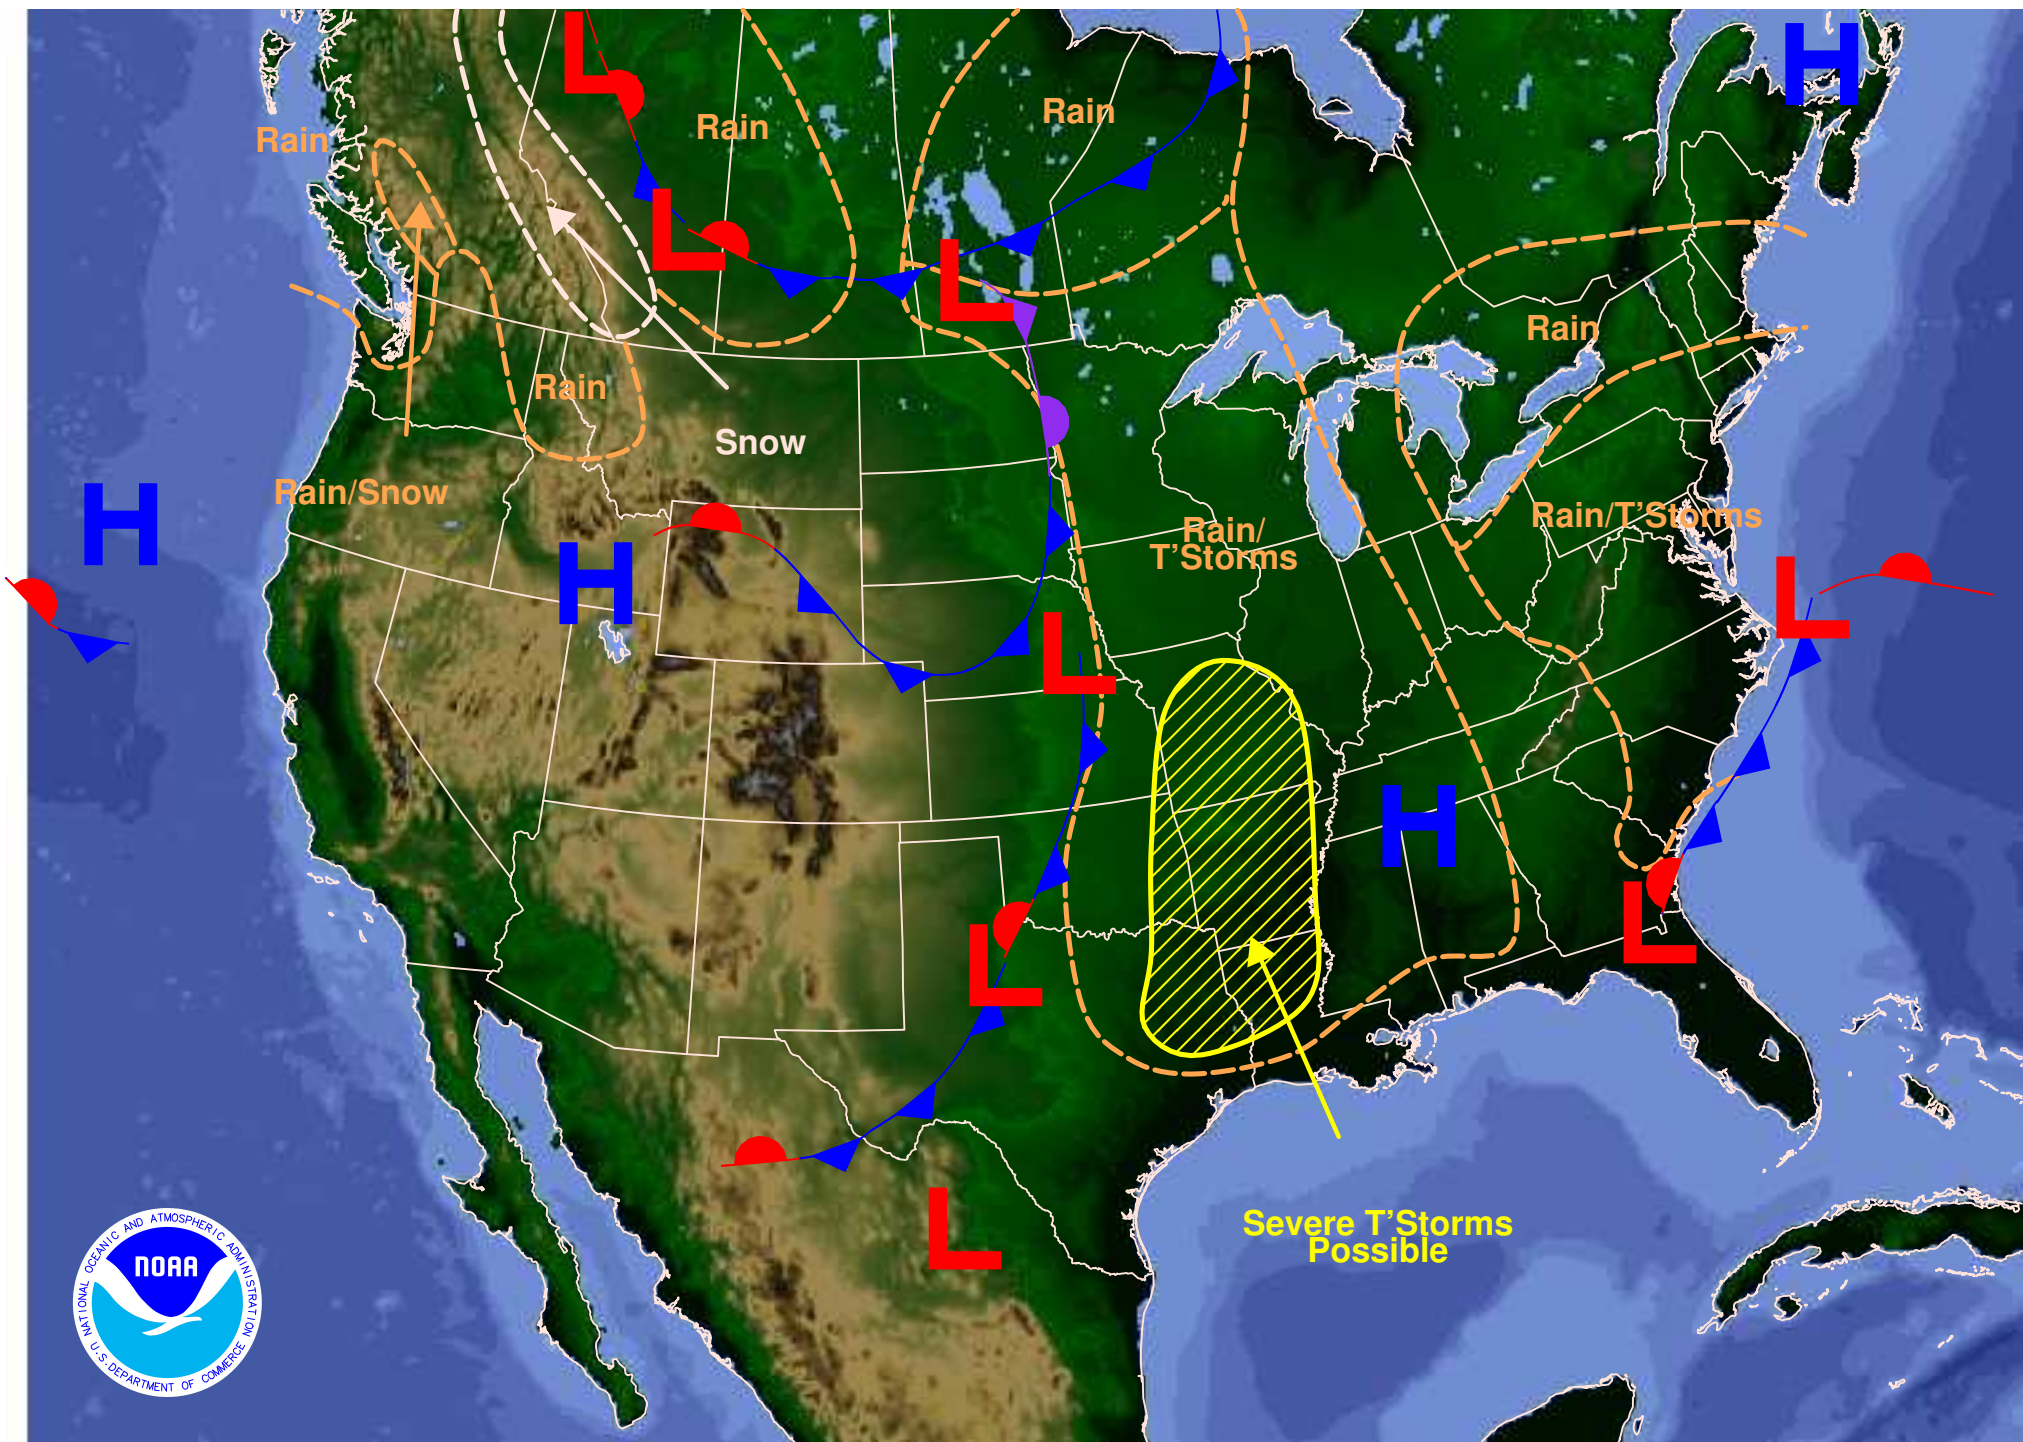 L
H
Rain
Rain
Rain
L
L
Rain
Rain
Snow
Rain/Snow
H
Rain/T'Storms
Rain/
T'Storms
H
L
L
H
L
L
L
Severe T'Storms
Possible
NATIONAL OCEANIC AND ATMOSPHERIC ADMINISTRATION
NOAA
U.S. DEPARTMENT OF COMMERCE